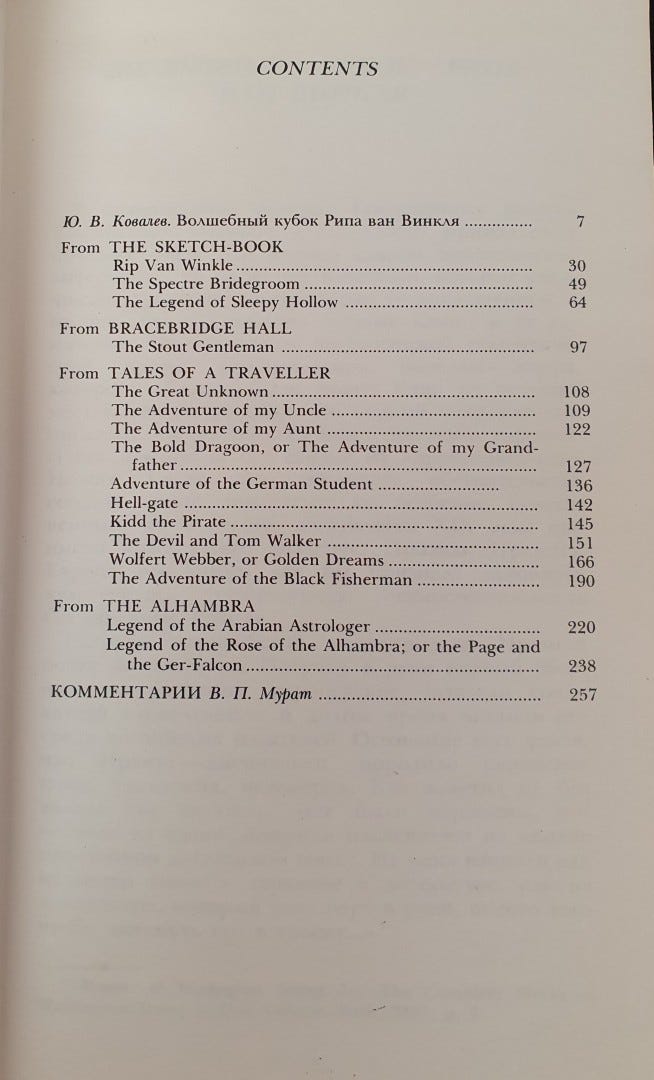 CONTENTS
Ю. В. Ковалев. Волшебный кубок Рипа ван Винкля ............... 7
From THE SKETCH-BOOK
Rip Van Winkle ............... 30
The Spectre Bridegroom ............... 49
The Legend of Sleepy Hollow ............... 64
From BRACEBRIDGE HALL
The Stout Gentleman ............... 97
From TALES OF A TRAVELLER
The Great Unknown ............... 108
The Adventure of my Uncle ............... 109
The Adventure of my Aunt ............... 122
The Bold Dragoon, or The Adventure of my Grand-
father ............... 127
Adventure of the German Student ............... 136
Hell-gate ............... 142
Kidd the Pirate ............... 145
The Devil and Tom Walker ............... 151
Wolfert Webber, or Golden Dreams ............... 166
The Adventure of the Black Fisherman ............... 190
From THE ALHAMBRA
Legend of the Arabian Astrologer ............... 220
Legend of the Rose of the Alhambra; or the Page and
the Ger-Falcon ............... 238
КОММЕНТАРИИ В. П. Мурат ............... 257